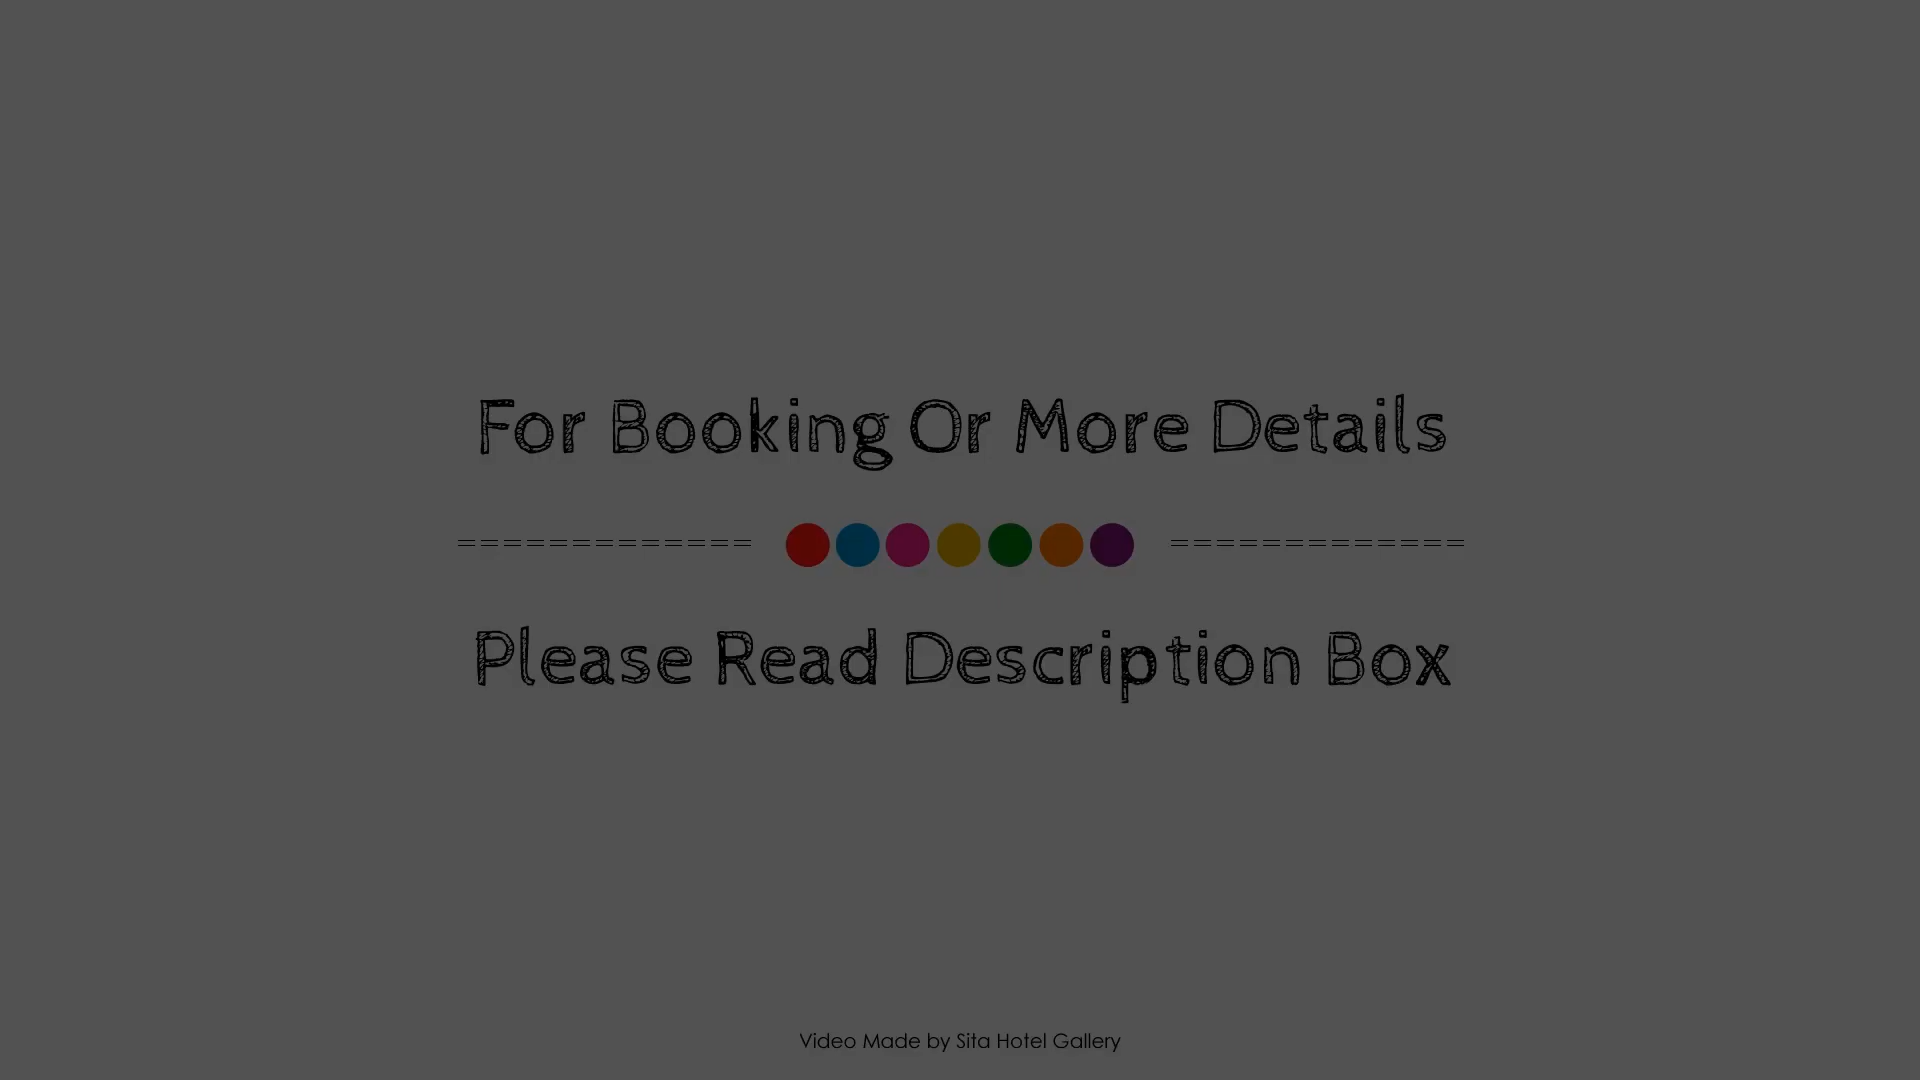 For Booking Or More Details
============= =============
Please Read Description Box
Video Made by Sita Hotel Gallery